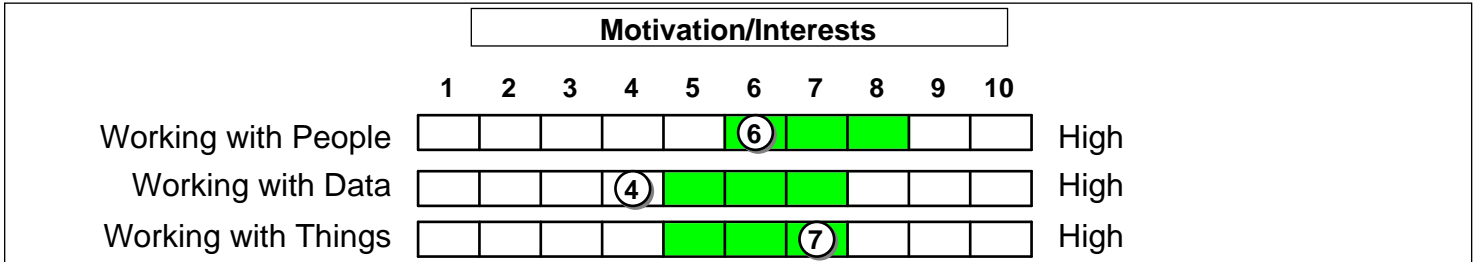 Motivation/Interests
1 2 3 4 5 6 7 8 9 10
Working with People 6 High
Working with Data 4 High
Working with Things 7 High